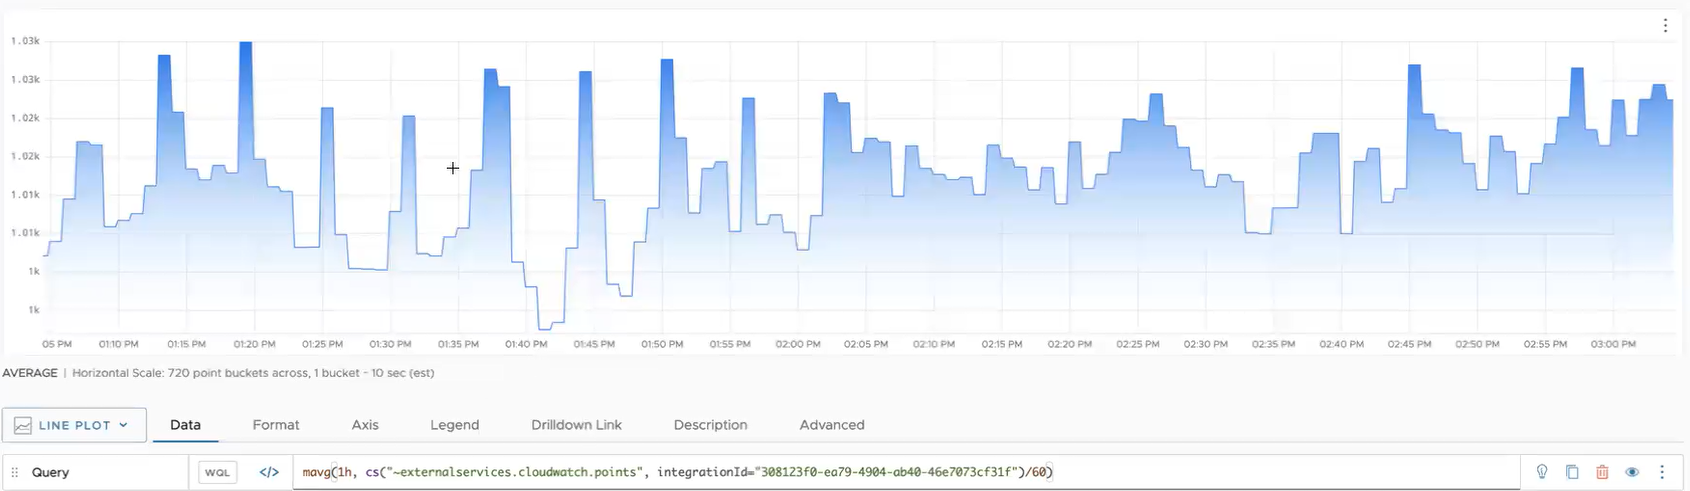 1.03k
1.03k
1.02k
1.02k
1.01k
1.01k
1k
1k
05 PM 01:10 PM 01:15 PM 01:20 PM 01:25 PM 01:30 PM 01:35 PM 01:40 PM 01:45 PM 01:50 PM 01:55 PM 02:00 PM 02:05 PM 02:10 PM 02:15 PM 02:20 PM 02:25 PM 02:30 PM 02:35 PM 02:40 PM 02:45 PM 02:50 PM 02:55 PM 03:00 PM
AVERAGE | Horizontal Scale: 720 point buckets across, 1 bucket ~ 10 sec (est)
LINE PLOT Data Format Axis Legend Drilldown Link Description Advanced
Query WQL </> mavg(1h, cs("~externalservices.cloudwatch.points", integrationId="308123f0-ea79-4904-ab40-46e7073cf31f")/60)